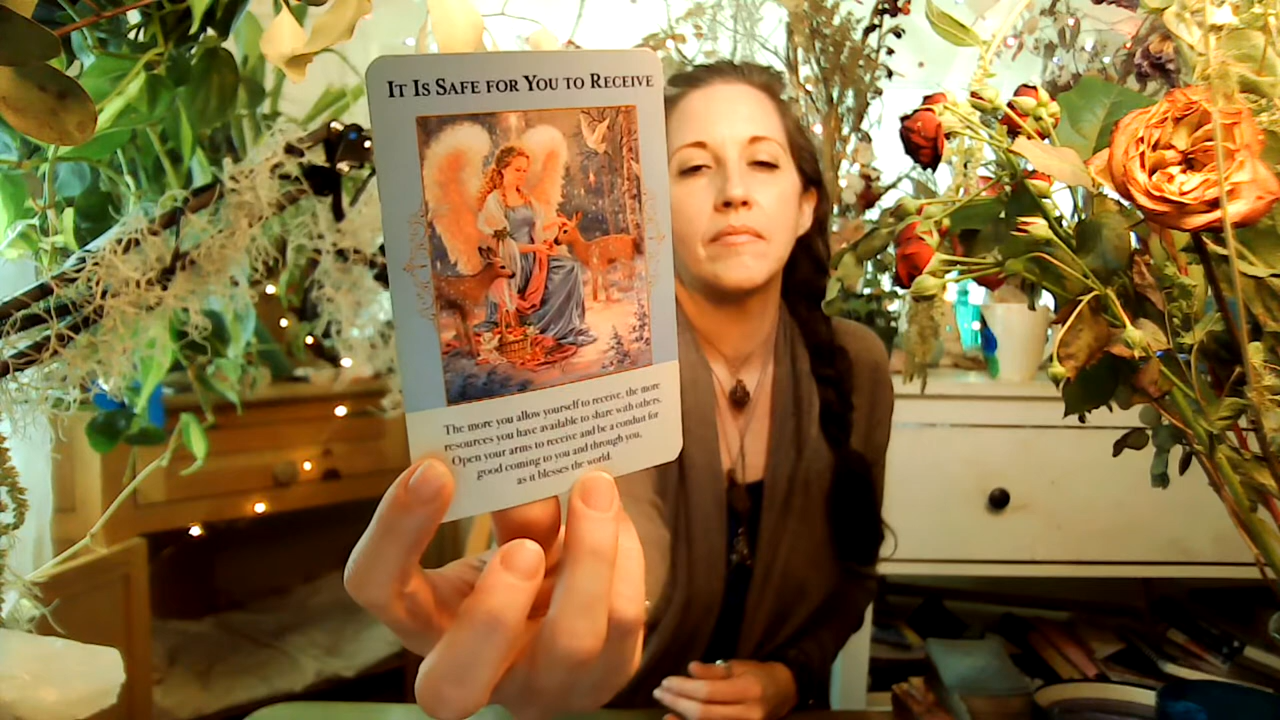 IT IS SAFE FOR YOU TO RECEIVE
The more you allow yourself to receive, the more
resources you have available to share with others.
Open your arms to receive and be a conduit for
good coming to you and through you,
as it blesses the world.